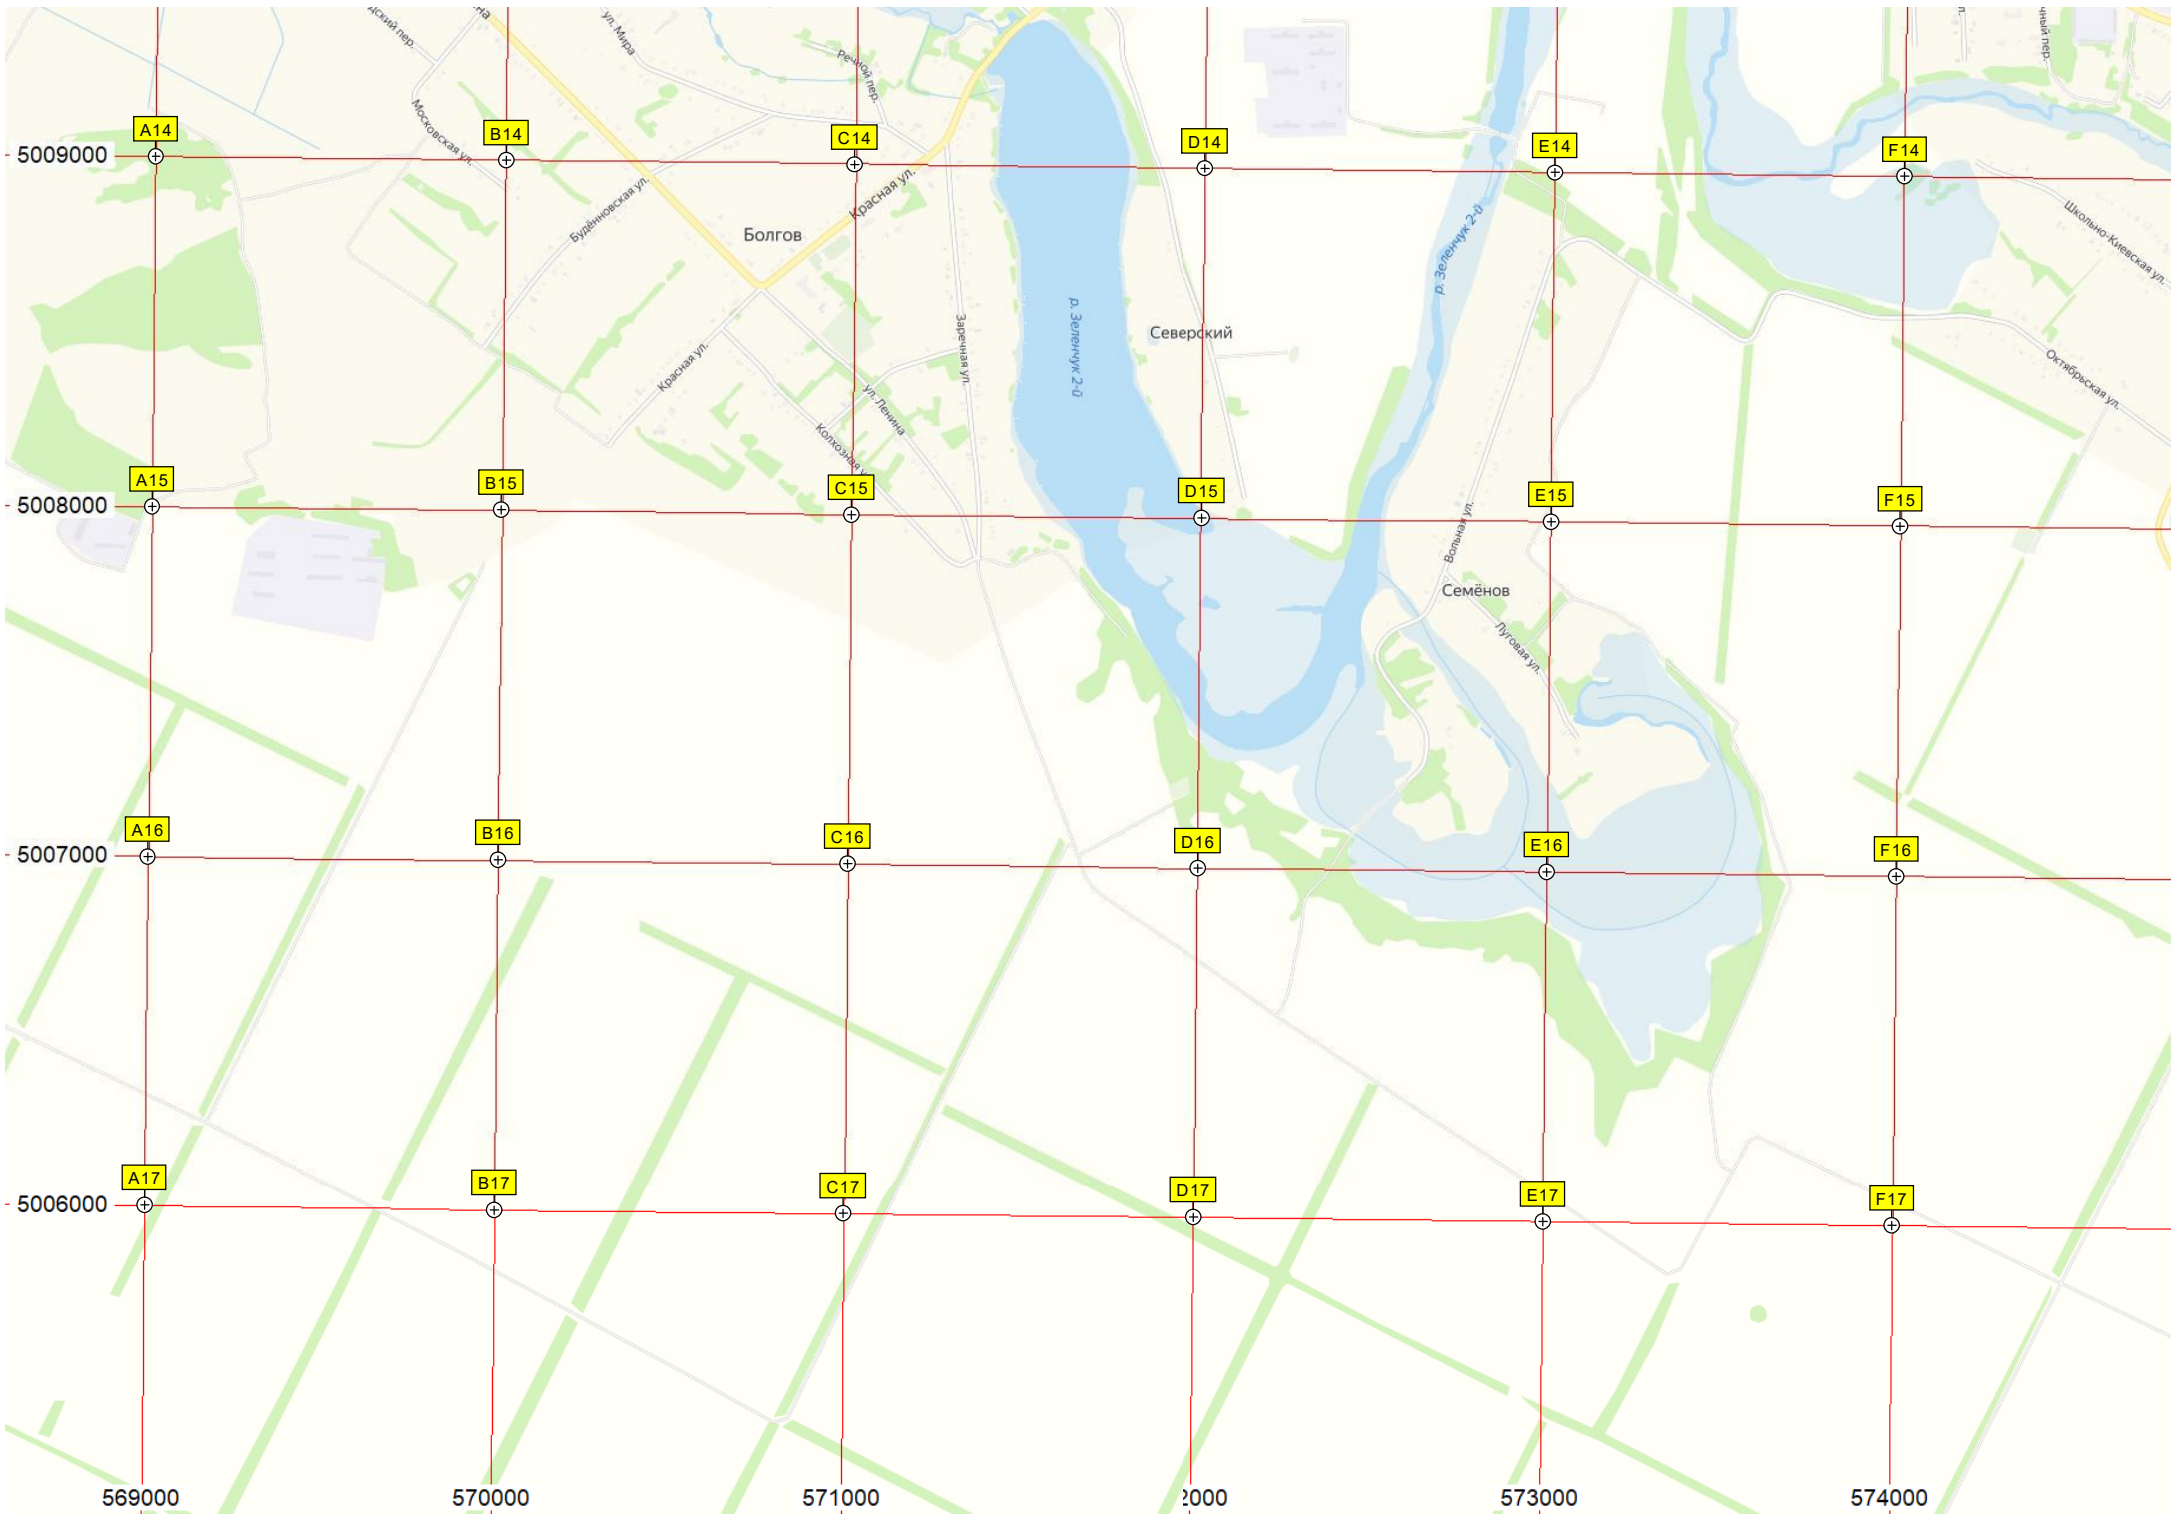 ул. Мира
Речной пер.
чный пер.
A14
B14
C14
D14
E14
F14
5009000
Московская ул.
Будённовская ул.
Красная ул.
Болгов
р. Зеленчук 2-й
Школьно-Киевская ул.
р. Зеленчук 2-й
Северский
Заречная ул.
Красная ул.
ул. Ленина
Октябрьская ул.
Колхозная у
A15
B15
C15
D15
E15
F15
5008000
Вольная ул.
Семёнов
Луговая ул.
A16
B16
C16
D16
E16
F16
5007000
A17
B17
C17
D17
E17
F17
5006000
569000
570000
571000
2000
573000
574000